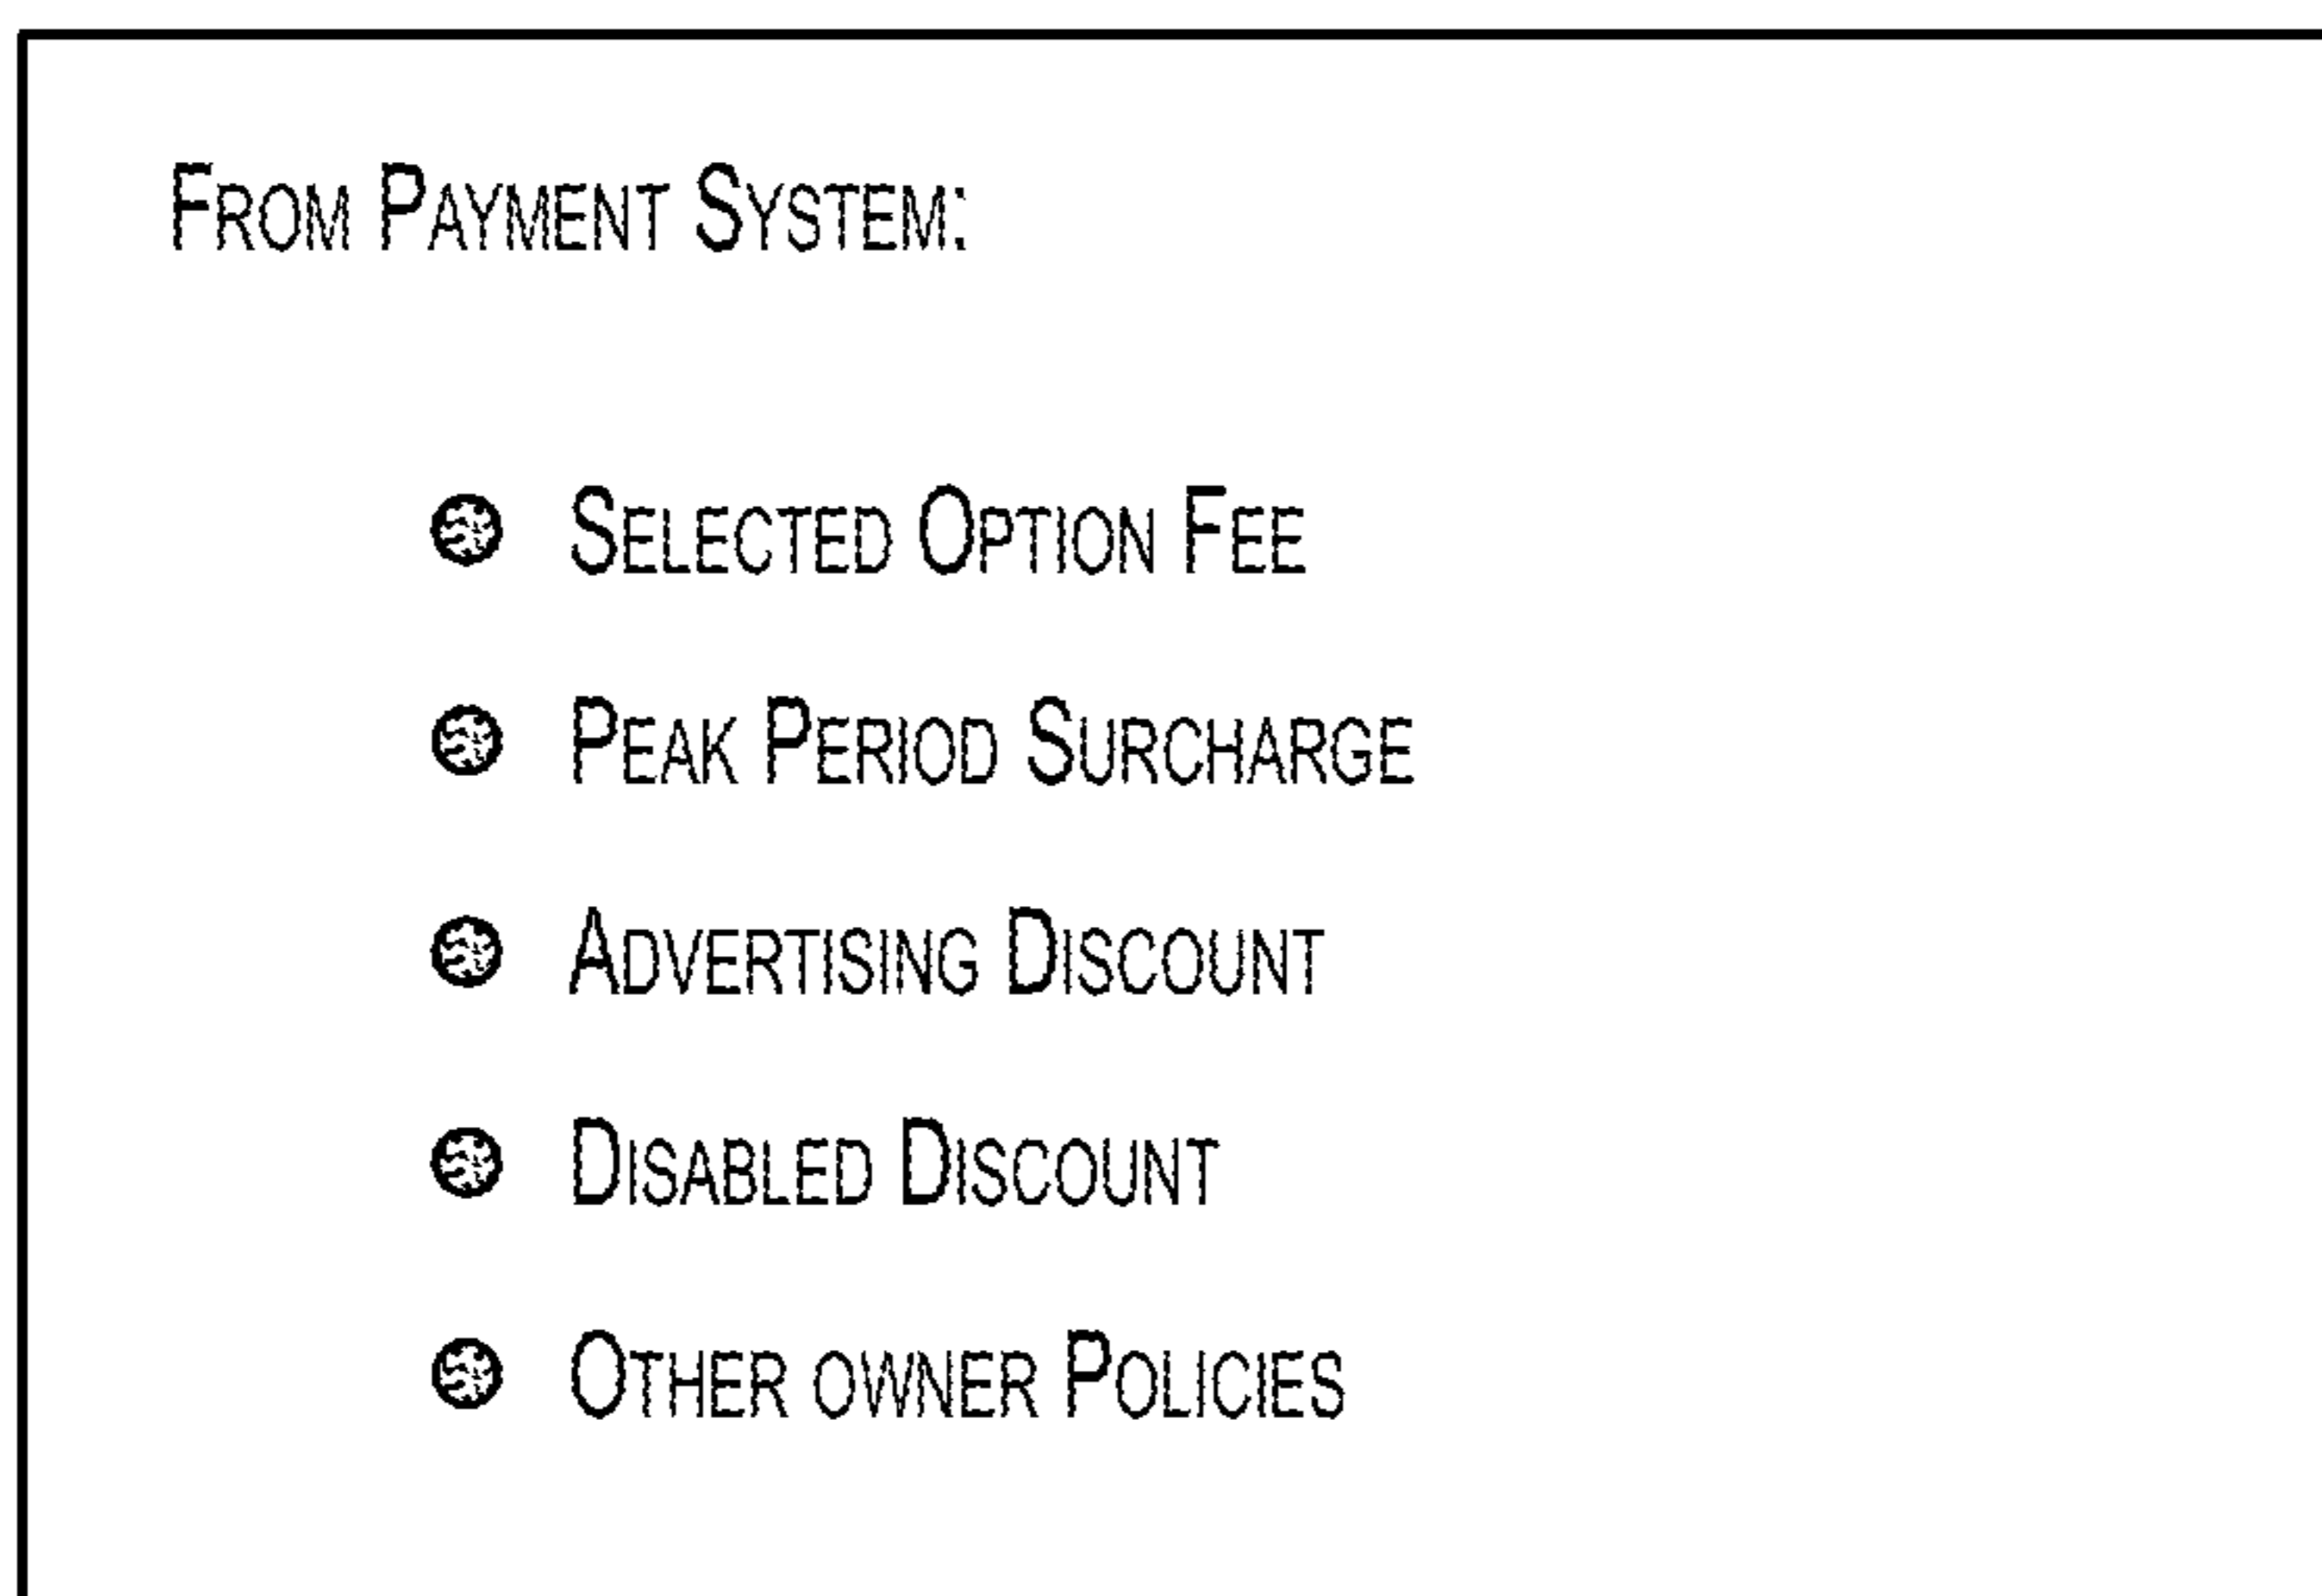 From Payment System:
Selected Option Fee
Peak Period Surcharge
Advertising Discount
Disabled Discount
Other owner Policies